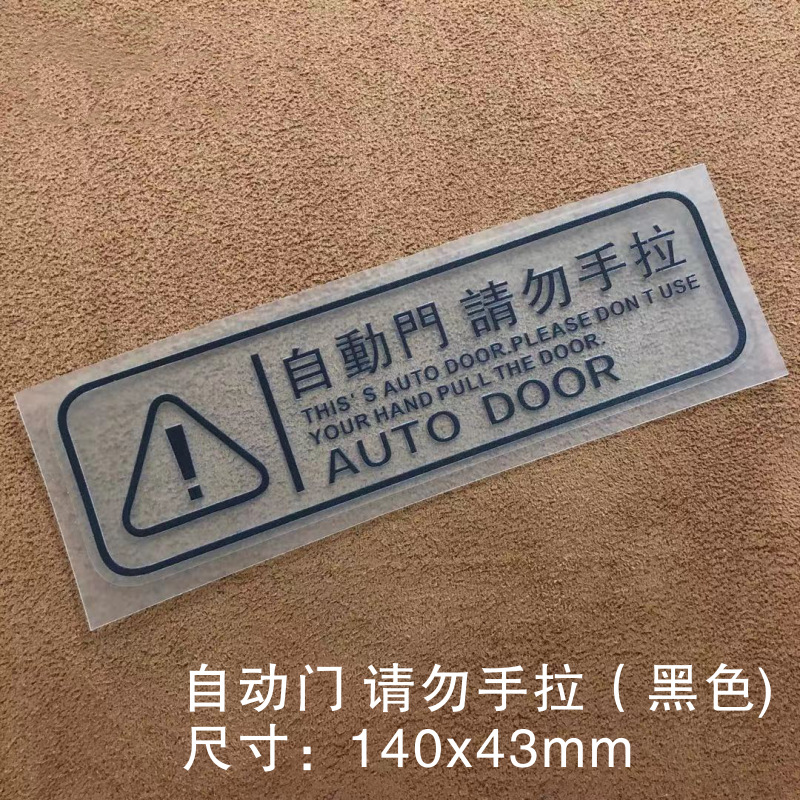 自動門 請勿手拉
THIS' S AUTO DOOR.PLEASE DON T USE
YOUR HAND PULL THE DOOR.
AUTO DOOR
自动门 请勿手拉（黑色)
尺寸：140x43mm